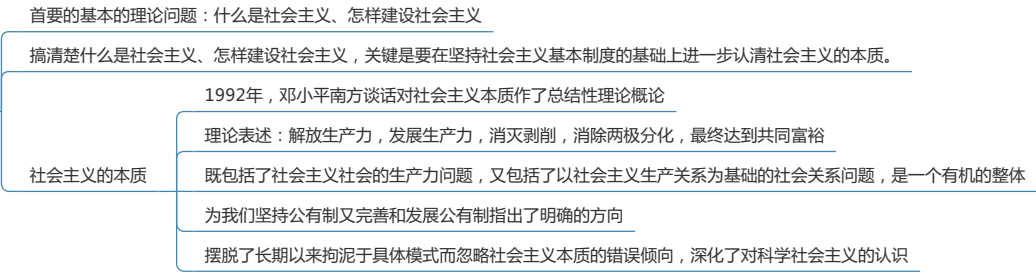 首要的基本的理论问题：什么是社会主义、怎样建设社会主义
搞清楚什么是社会主义、怎样建设社会主义，关键是要在坚持社会主义基本制度的基础上进一步认清社会主义的本质。
社会主义的本质
1992年，邓小平南方谈话对社会主义本质作了总结性理论概论
理论表述：解放生产力，发展生产力，消灭剥削，消除两极分化，最终达到共同富裕
既包括了社会主义社会的生产力问题，又包括了以社会主义生产关系为基础的社会关系问题，是一个有机的整体
为我们坚持公有制又完善和发展公有制指出了明确的方向
摆脱了长期以来拘泥于具体模式而忽略社会主义本质的错误倾向，深化了对科学社会主义的认识